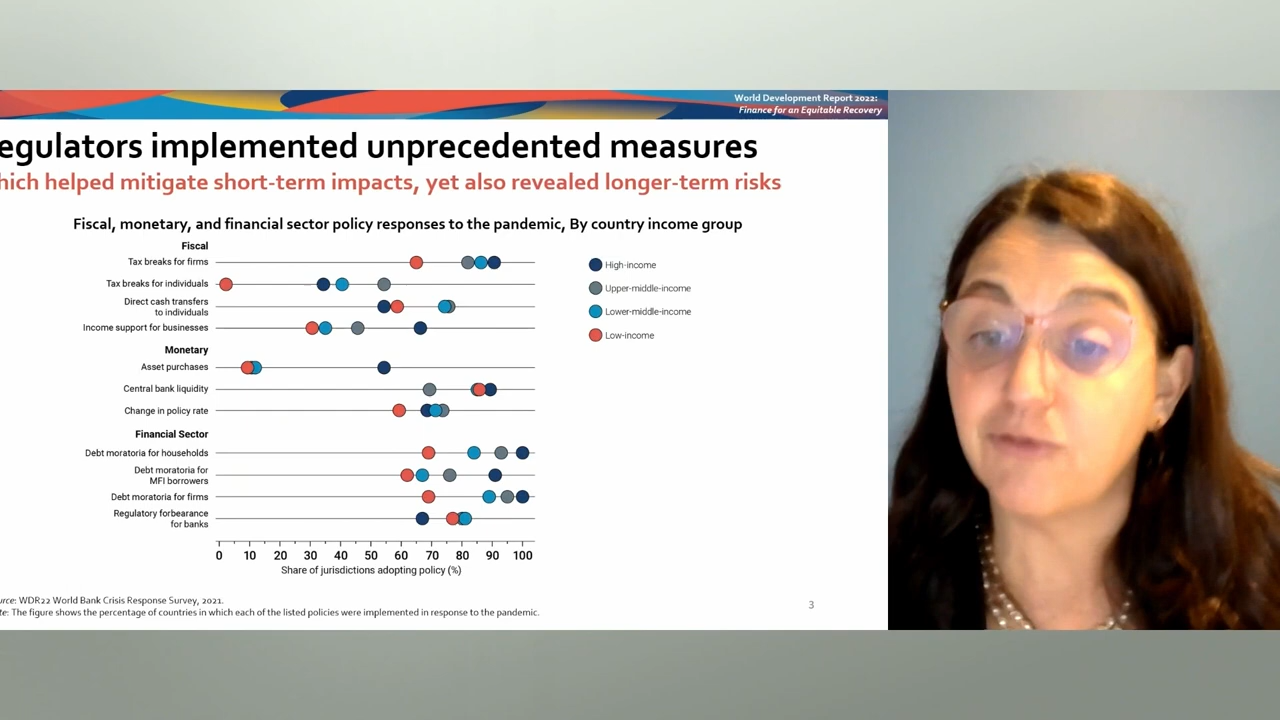 World Development Report 2022:
Finance for an Equitable Recovery
egulators implemented unprecedented measures
hich helped mitigate short-term impacts, yet also revealed longer-term risks
Fiscal, monetary, and financial sector policy responses to the pandemic, By country income group
Fiscal
Tax breaks for firms
Tax breaks for individuals
Direct cash transfers
to individuals
Income support for businesses
Monetary
Asset purchases
Central bank liquidity
Change in policy rate
Financial Sector
Debt moratoria for households
Debt moratoria for
MFI borrowers
Debt moratoria for firms
Regulatory forbearance
for banks
0 10 20 30 40 50 60 70 80 90 100
Share of jurisdictions adopting policy (%)
High-income
Upper-middle-income
Lower-middle-income
Low-income
urce: WDR22 World Bank Crisis Response Survey, 2021.
te: The figure shows the percentage of countries in which each of the listed policies were implemented in response to the pandemic.
3